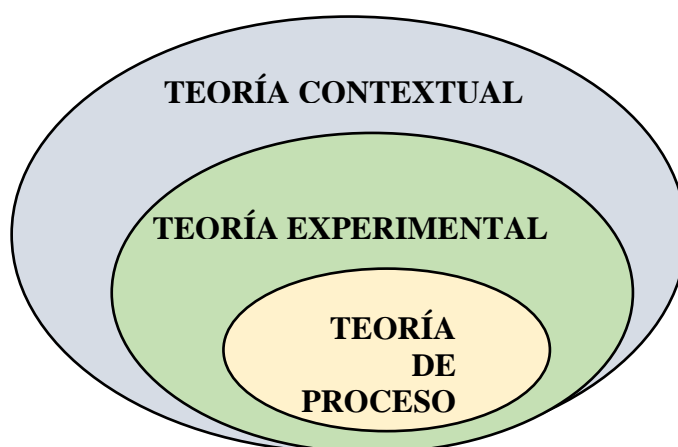 TEORÍA CONTEXTUAL
TEORÍA EXPERIMENTAL
TEORÍA
DE
PROCESO